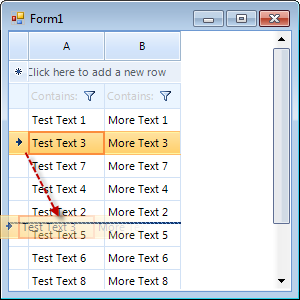 Form1
A B
Click here to add a new row
Contains: Contains:
Test Text 1 More Text 1
Test Text 3 More Text 3
Test Text 7 More Text 7
Test Text 4 More Text 4
Test Text 2 More Text 2
Test Text 3 More
Test Text 5 More Text 5
Test Text 6 More Text 6
Test Text 8 More Text 8